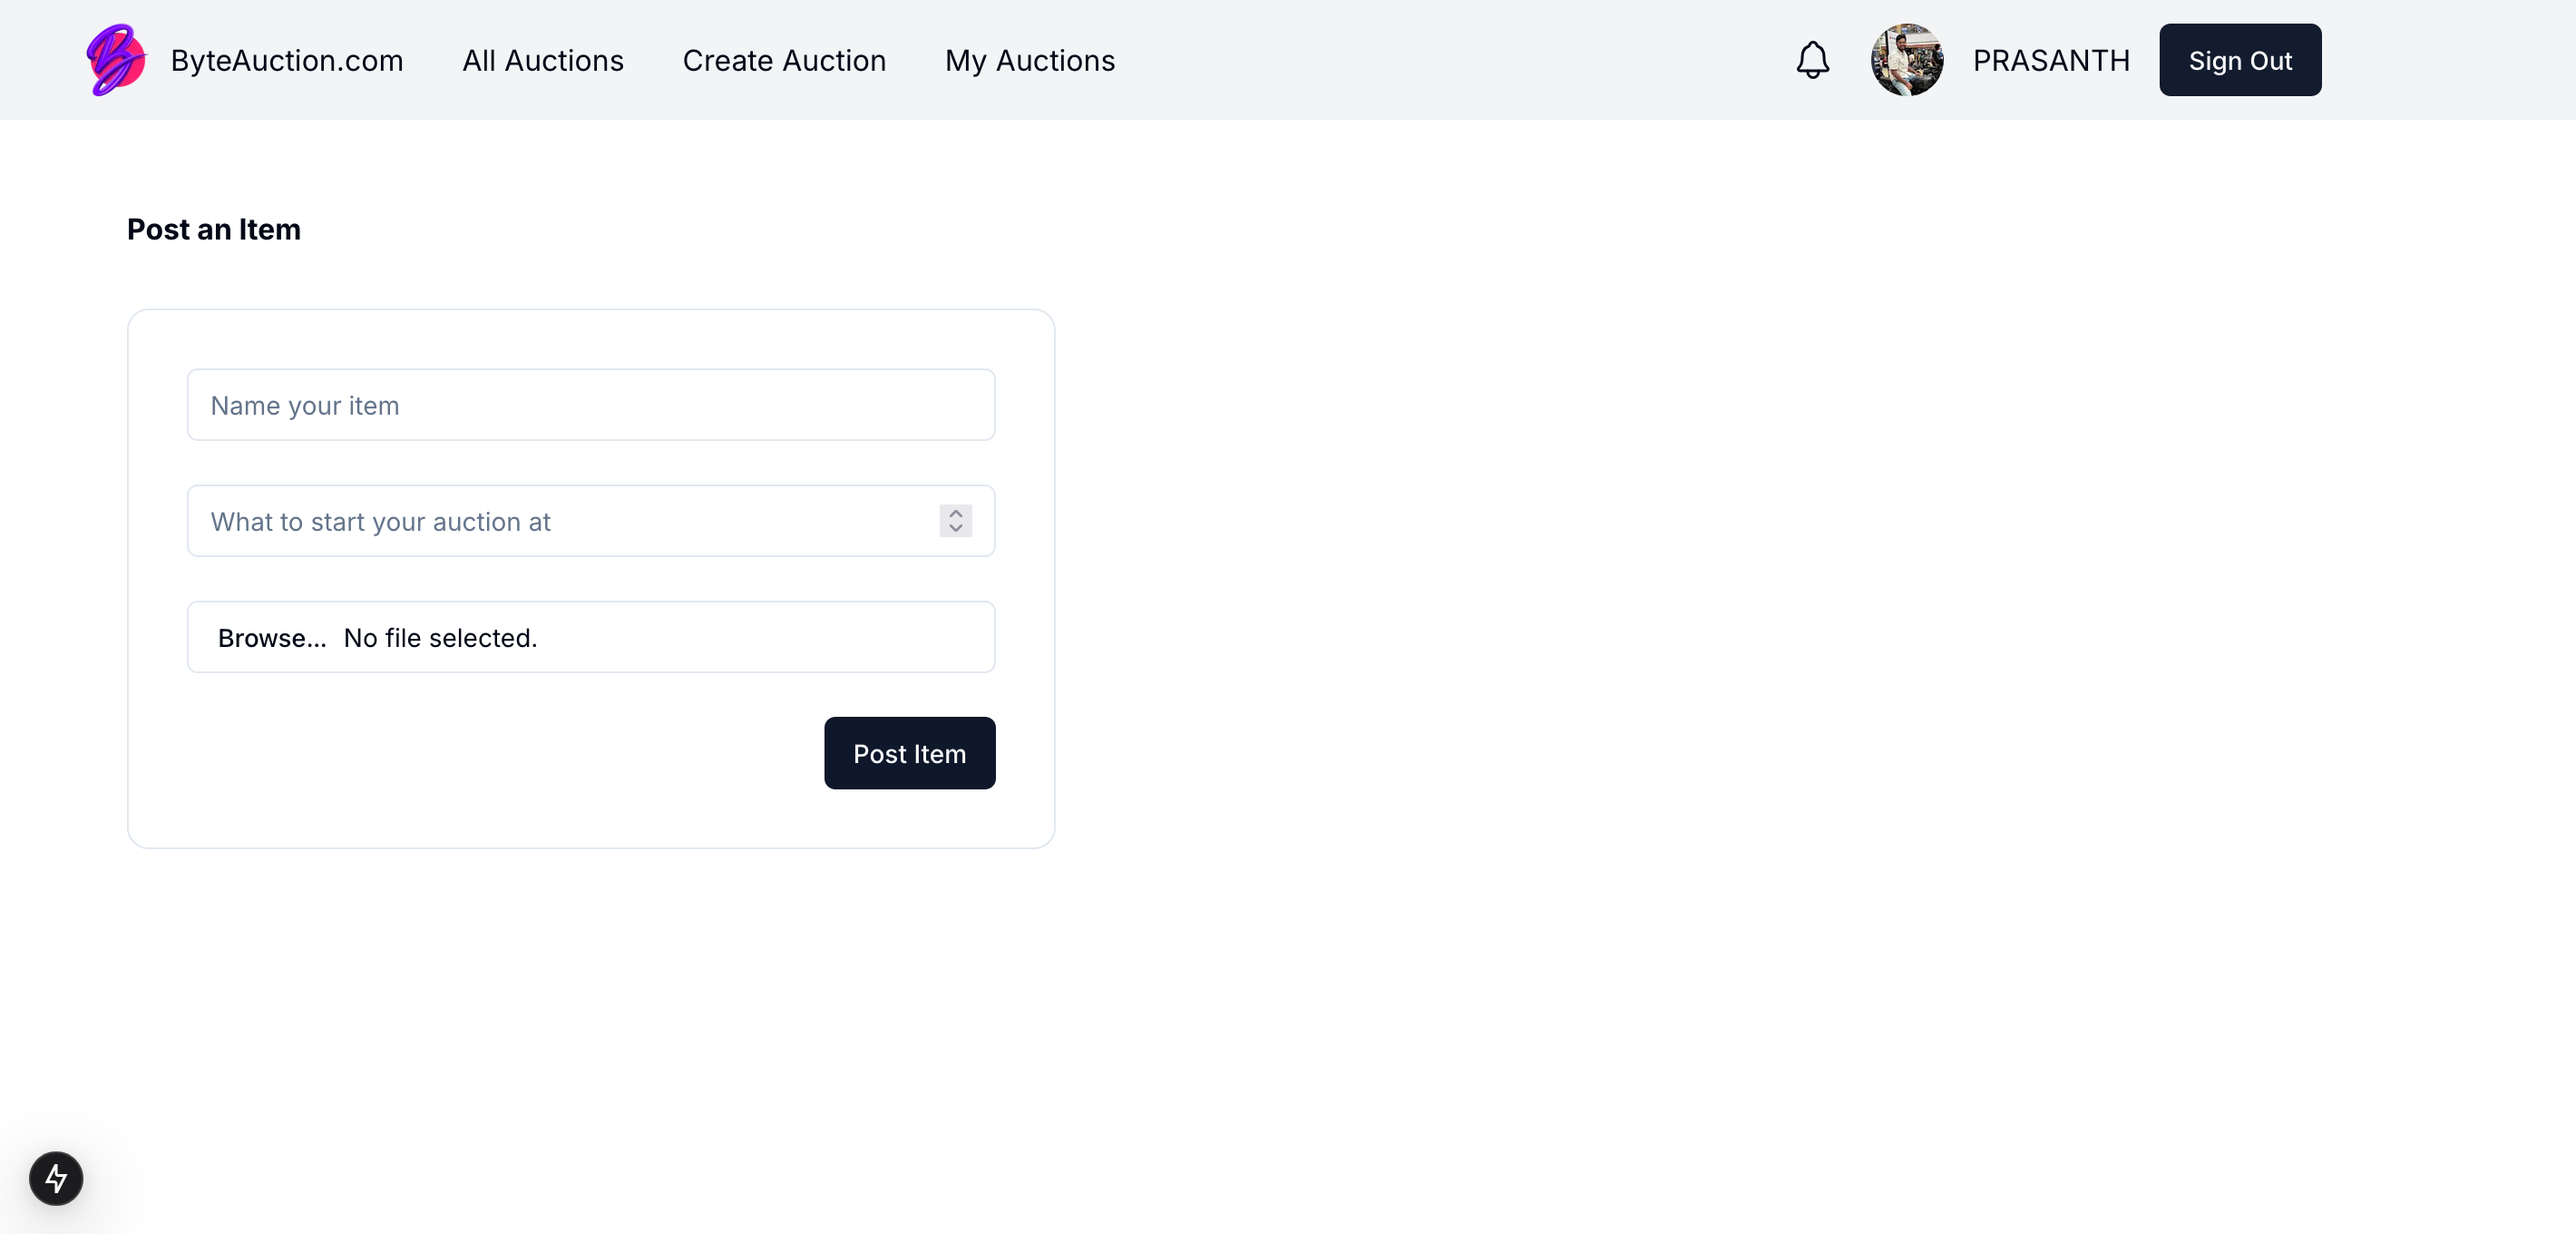 ByteAuction.com All Auctions Create Auction My Auctions PRASANTH Sign Out
Post an Item
Name your item
What to start your auction at
Browse... No file selected.
Post Item